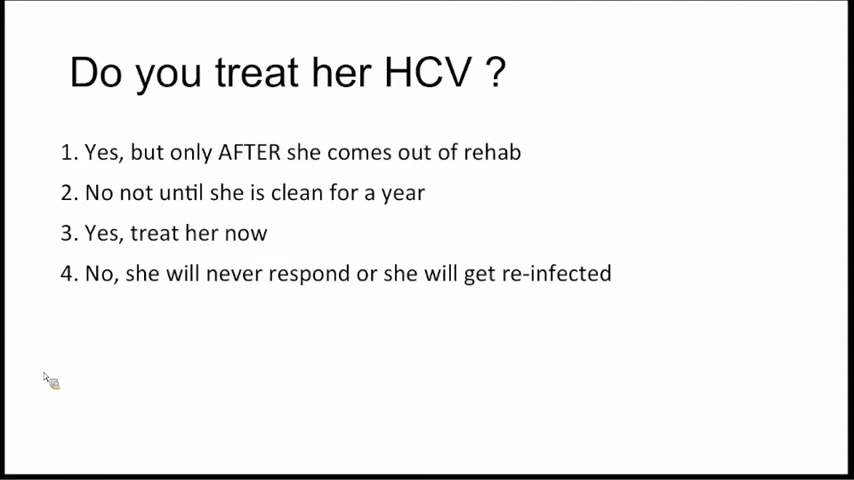 Do you treat her HCV ?
1. Yes, but only AFTER she comes out of rehab
2. No not until she is clean for a year
3. Yes, treat her now
4. No, she will never respond or she will get re-infected